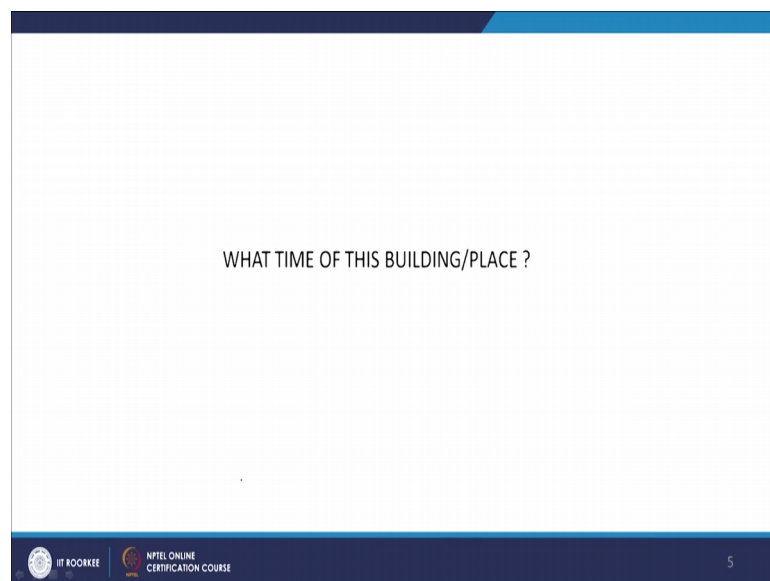 WHAT TIME OF THIS BUILDING/PLACE ?
IIT ROORKEE
NPTEL ONLINE
CERTIFICATION COURSE
5